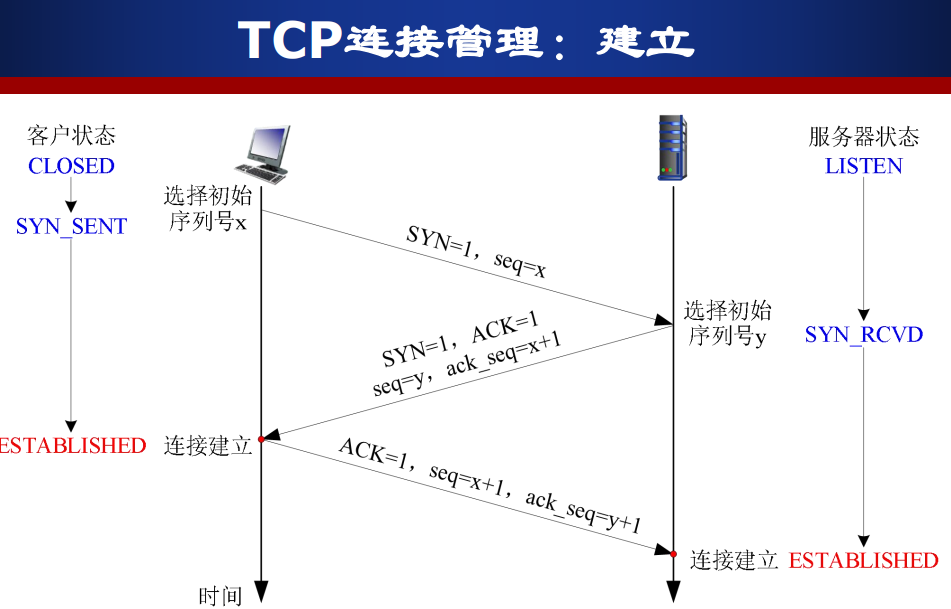 TCP连接管理：建立
客户状态
CLOSED
服务器状态
LISTEN
选择初始
序列号x
SYN_SENT
SYN=1，seq=x
选择初始
序列号y
SYN_RCVD
SYN=1，ACK=1
seq=y，ack_seq=x+1
ESTABLISHED
连接建立
ACK=1，seq=x+1，ack_seq=y+1
连接建立
ESTABLISHED
时间